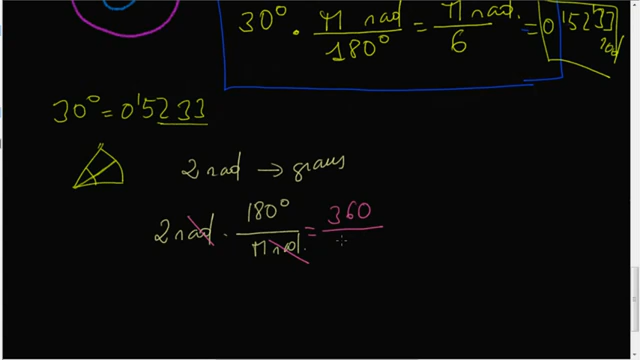 30° · π rad / 180° = π rad / 6 = 0'5233 rad
30° = 0'5233
2 rad → graus
2 rad · 180° / π rad = 360